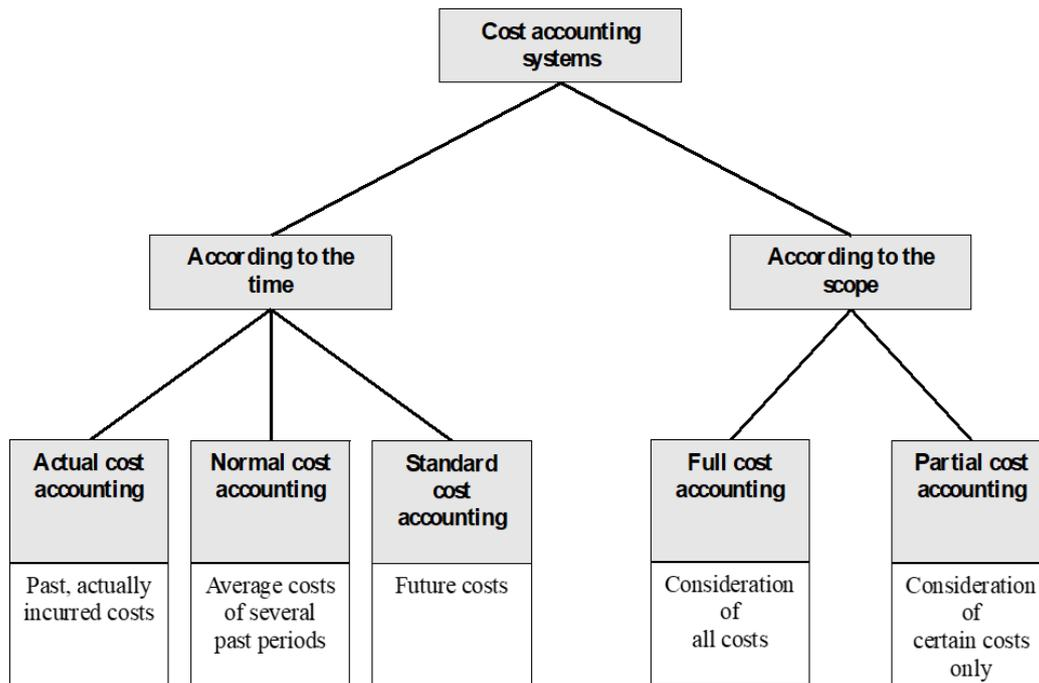 Cost accounting
systems
According to the
time
According to the
scope
Actual cost
accounting
Past, actually
incurred costs
Normal cost
accounting
Average costs
of several
past periods
Standard
cost
accounting
Future costs
Full cost
accounting
Consideration
of
all costs
Partial cost
accounting
Consideration
of
certain costs
only